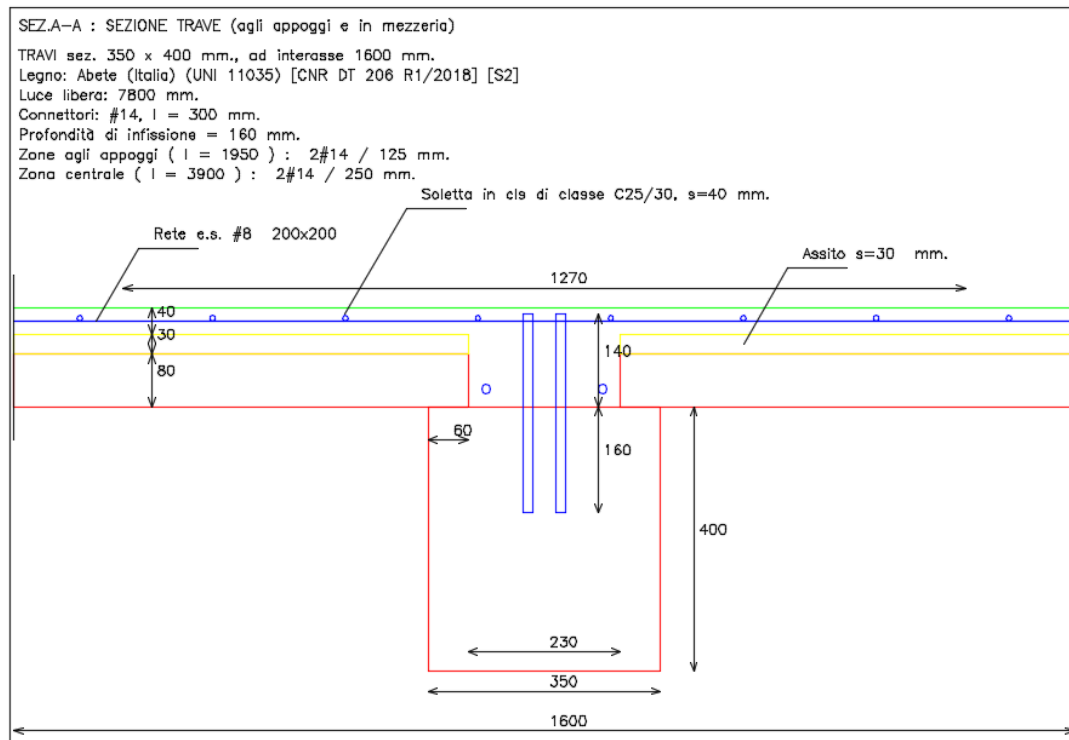 SEZ.A-A : SEZIONE TRAVE (agli appoggi e in mezzeria)
TRAVI sez. 350 x 400 mm., ad interasse 1600 mm.
Legno: Abete (Italia) (UNI 11035) [CNR DT 206 R1/2018] [S2]
Luce libera: 7800 mm.
Connettori: #14, l = 300 mm.
Profondità di infissione = 160 mm.
Zone agli appoggi ( l = 1950 ) : 2#14 / 125 mm.
Zona centrale ( l = 3900 ) : 2#14 / 250 mm.
Soletta in cls di classe C25/30, s=40 mm.
Rete e.s. #8 200x200
Assito s=30 mm.
1270
40
30
140
80
60
160
400
230
350
1600